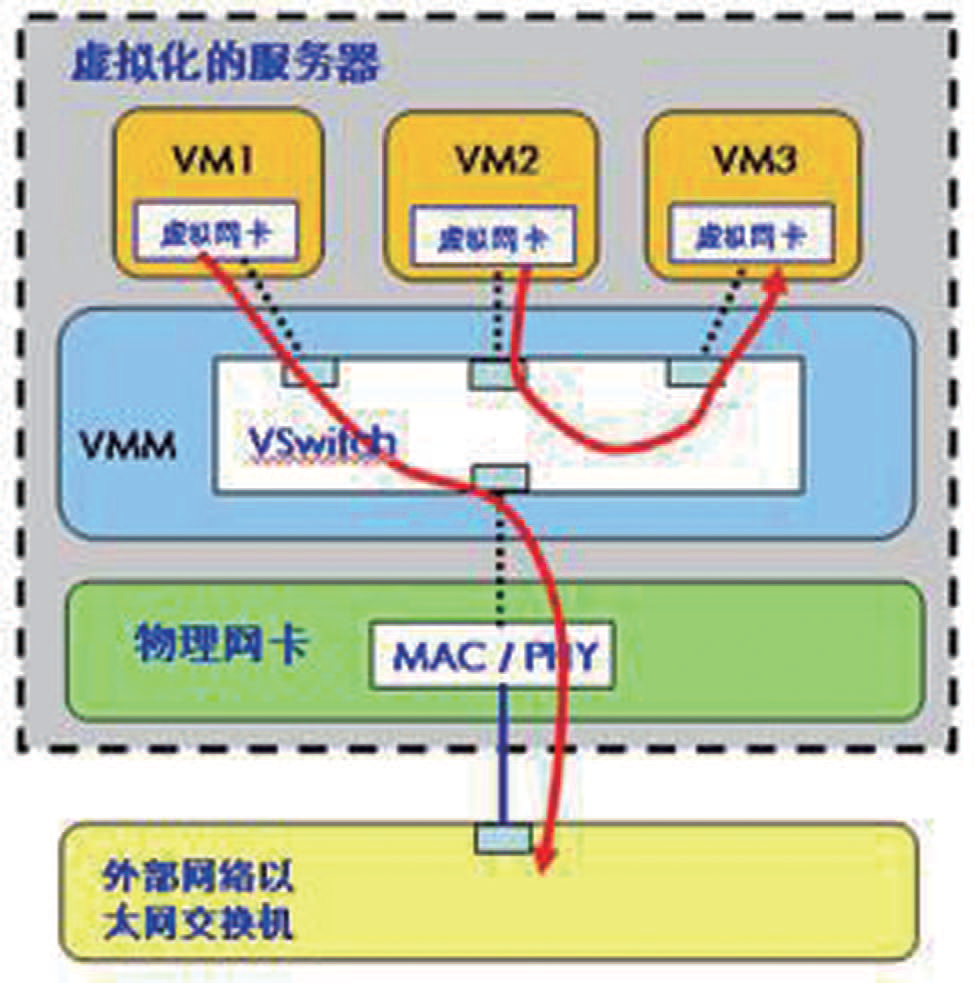 虚拟化的服务器
VM1
VM2
VM3
虚拟网卡
虚拟网卡
虚拟网卡
VMM
VSwitch
物理网卡
MAC / PHY
外部网络以
太网交换机